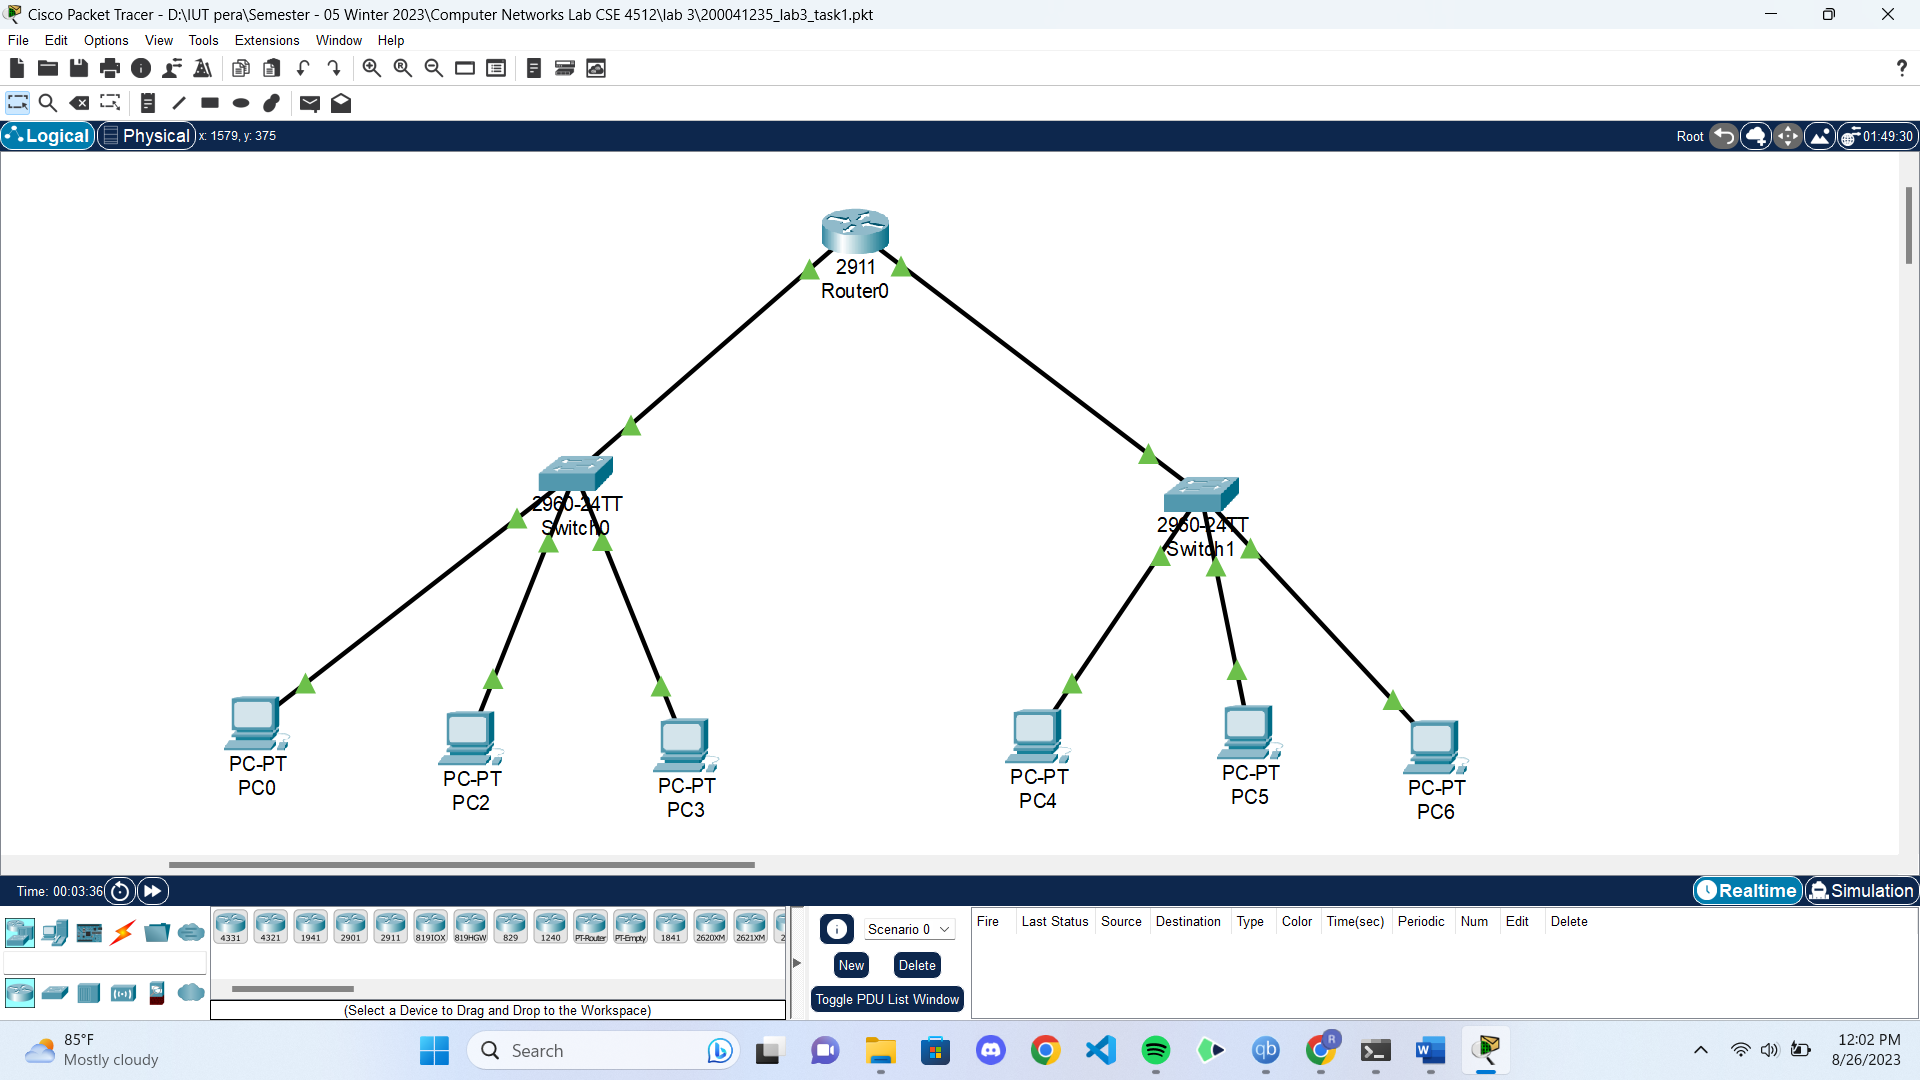 Cisco Packet Tracer - D:\IUT pera\Semester - 05 Winter 2023\Computer Networks Lab CSE 4512\lab 3\200041235_lab3_task1.pkt
File Edit Options View Tools Extensions Window Help
?
Logical Physical x: 1579, y: 375 Root 01:49:30
2911
Router0
2960-24TT
Switch0
2960-24TT
Switch1
PC-PT
PC0
PC-PT
PC2
PC-PT
PC3
PC-PT
PC4
PC-PT
PC5
PC-PT
PC6
Time: 00:03:36 Realtime Simulation
4331 4321 1941 2901 2911 819IOX 819HGW 829 1240 PT-Router PT-Empty 1841 2620XM 2621XM 2
(Select a Device to Drag and Drop to the Workspace)
Scenario 0
New Delete
Toggle PDU List Window
Fire Last Status Source Destination Type Color Time(sec) Periodic Num Edit Delete
85°F
Mostly cloudy
Search
qb
R
W
12:02 PM
8/26/2023